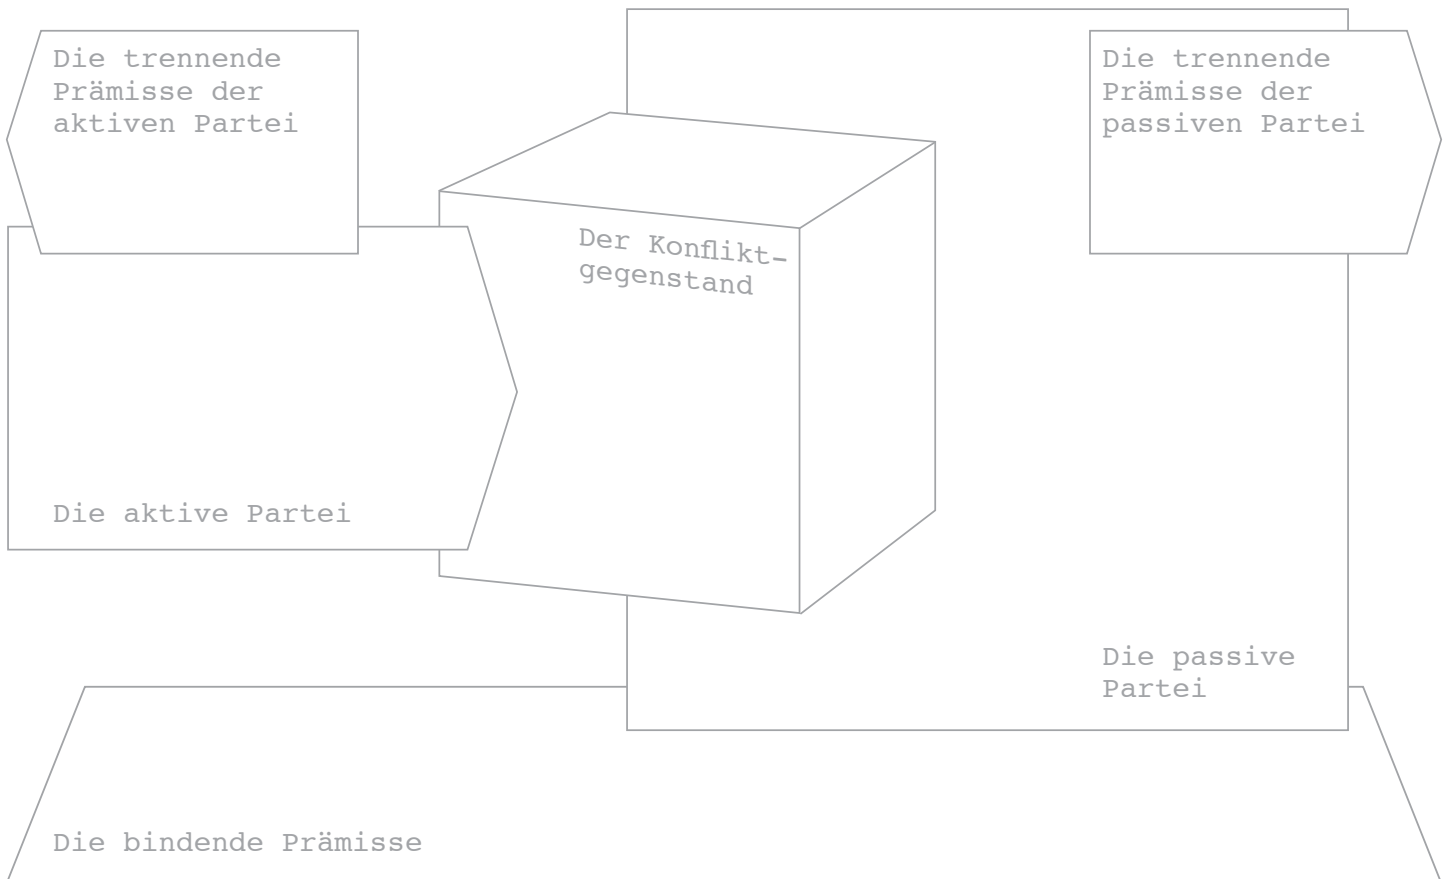 Die trennende
Prämisse der
aktiven Partei
Die trennende
Prämisse der
passiven Partei
Der Konflikt-
gegenstand
Die aktive Partei
Die passive
Partei
Die bindende Prämisse